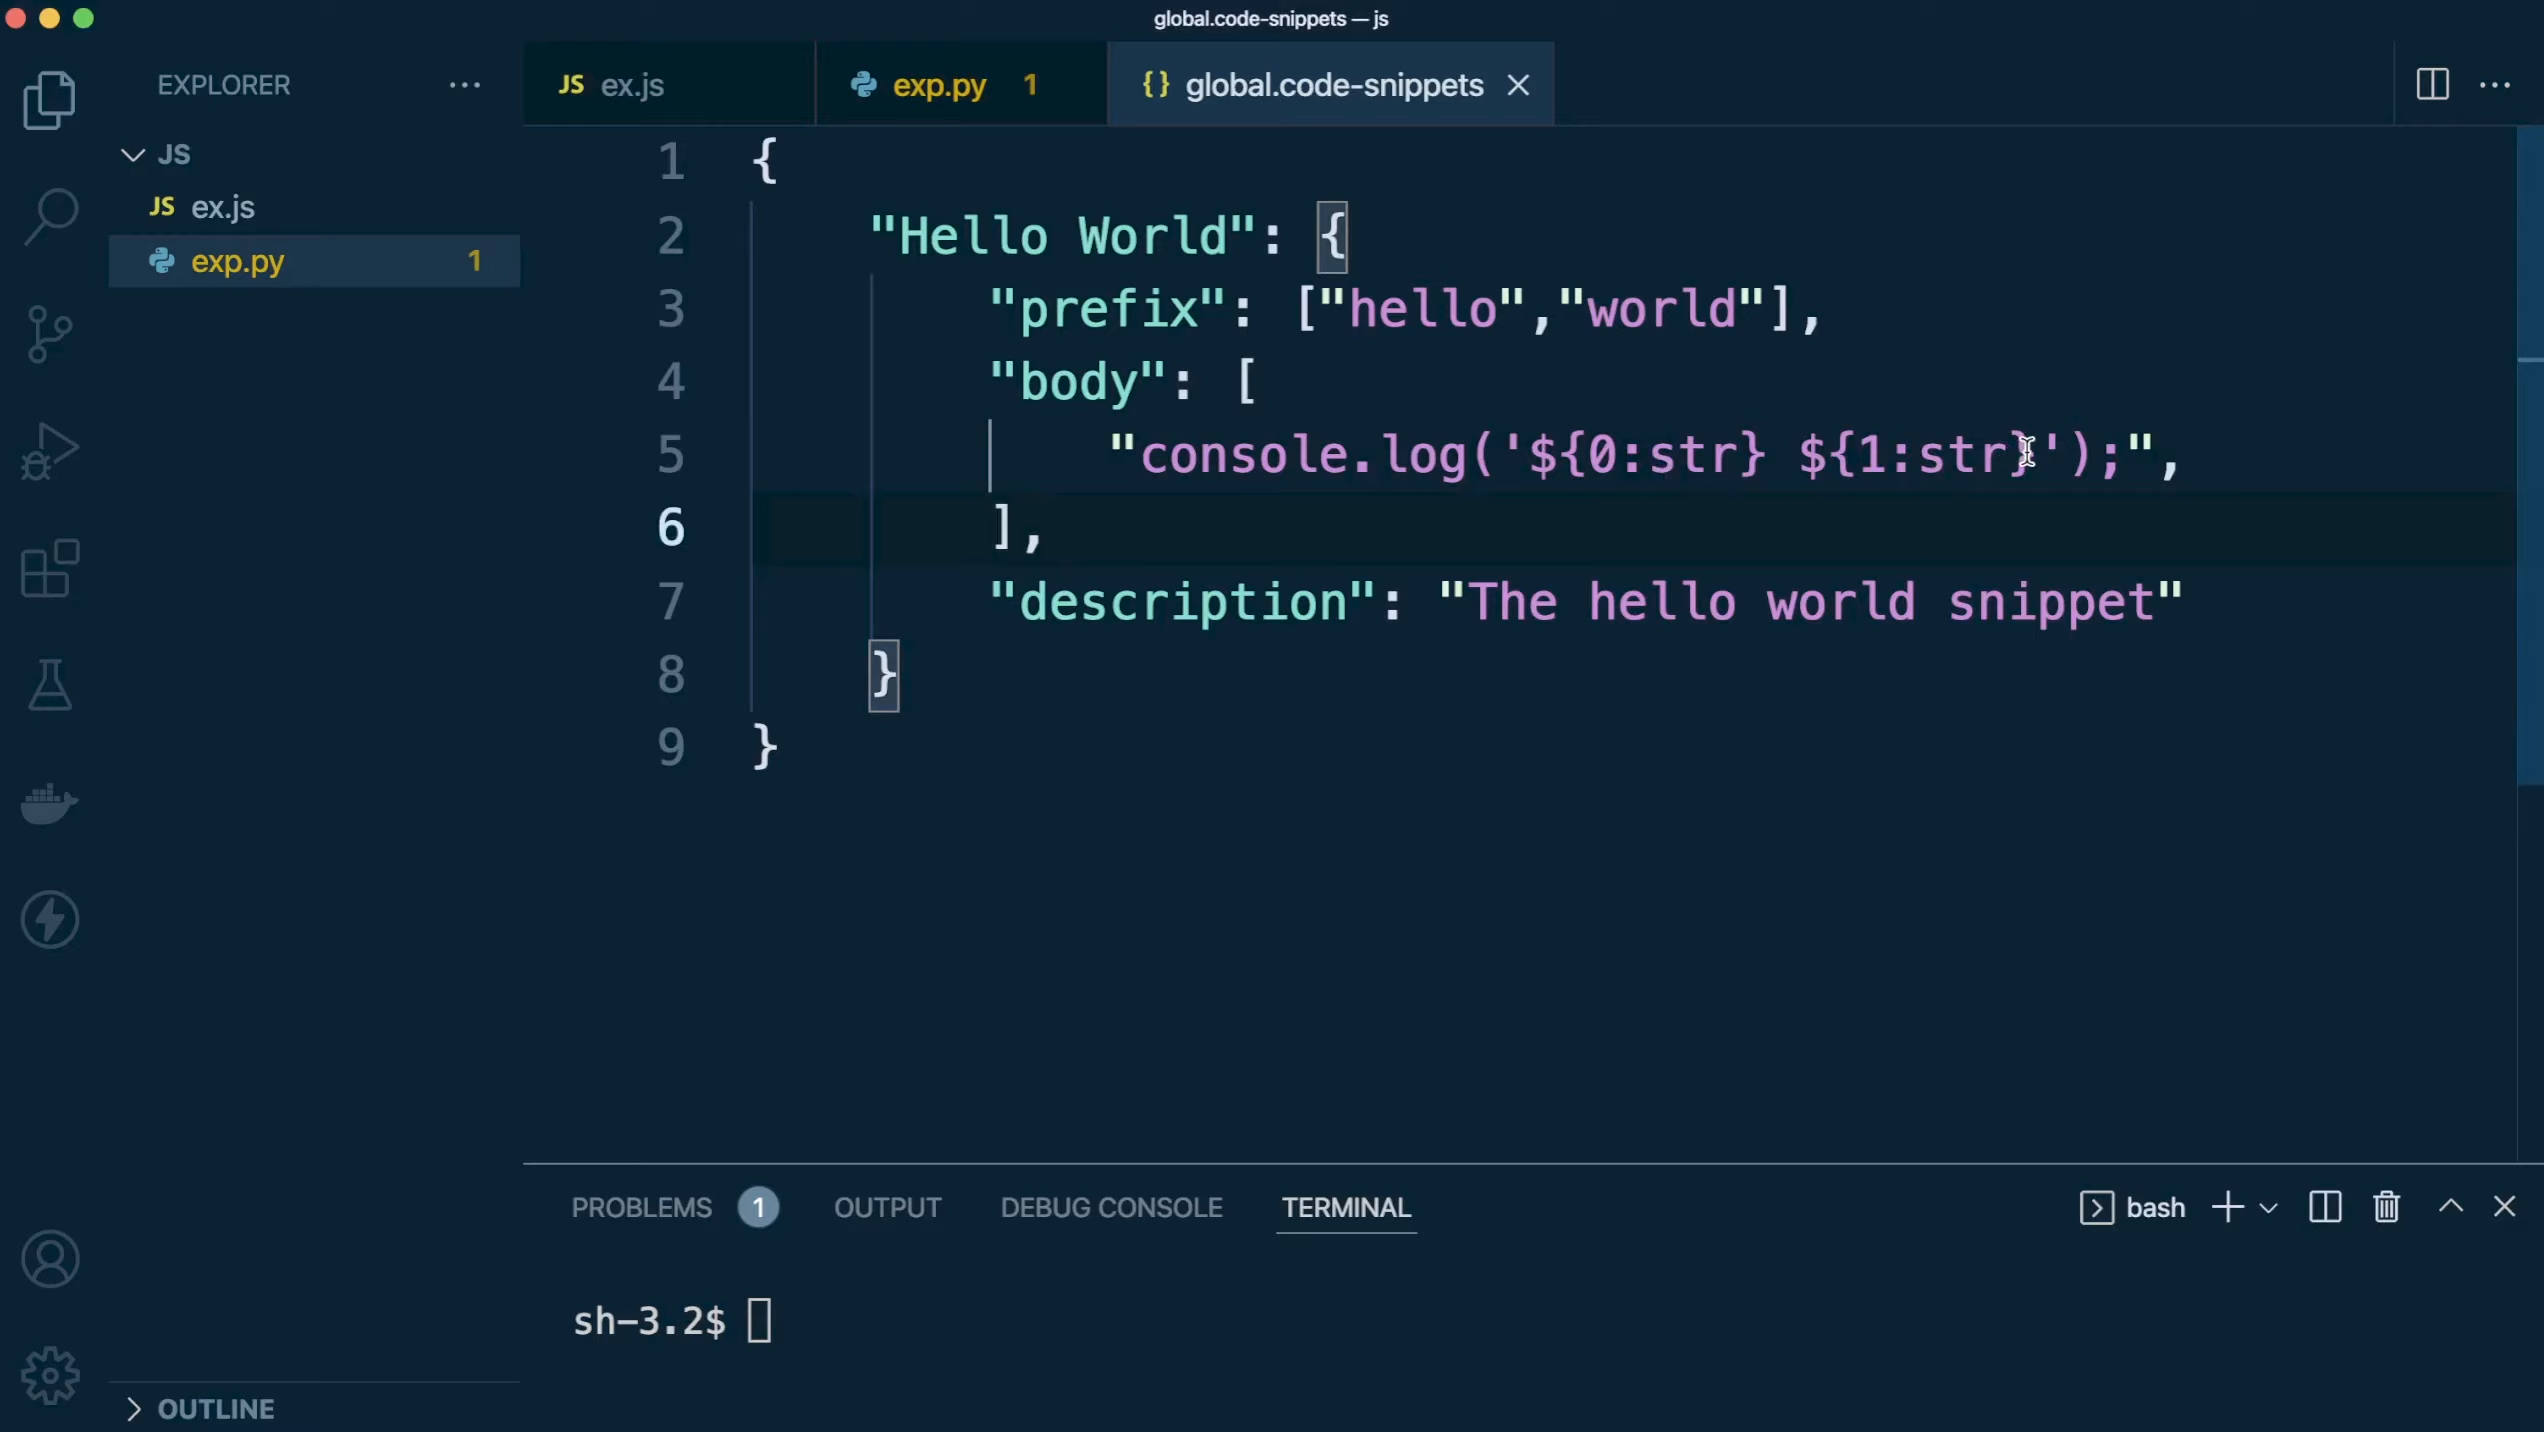 global.code-snippets — js
EXPLORER
JS ex.js
exp.py 1
{} global.code-snippets
JS
JS ex.js
exp.py 1
1 {
2 "Hello World": {
3 "prefix": ["hello","world"],
4 "body": [
5 "console.log('${0:str} ${1:str}');",
6 ],
7 "description": "The hello world snippet"
8 }
9 }
PROBLEMS 1 OUTPUT DEBUG CONSOLE TERMINAL bash
sh-3.2$
OUTLINE